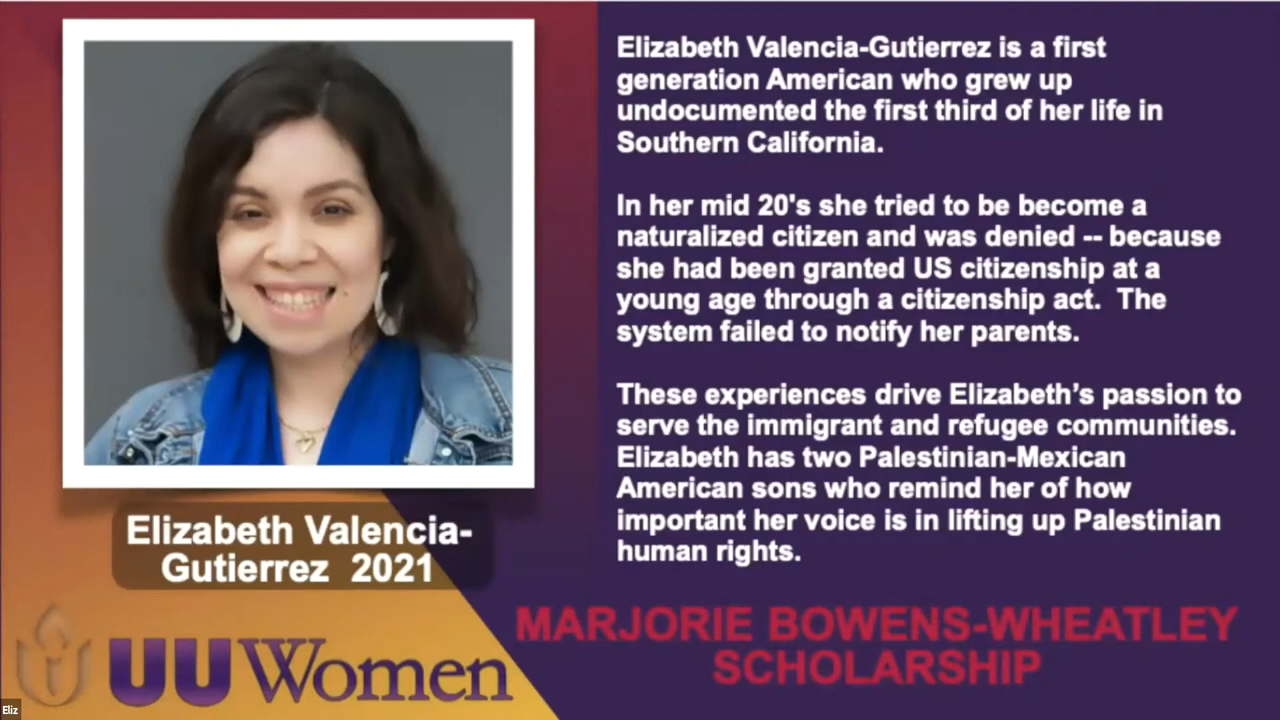 Elizabeth Valencia-Gutierrez is a first
generation American who grew up
undocumented the first third of her life in
Southern California.
In her mid 20's she tried to be become a
naturalized citizen and was denied -- because
she had been granted US citizenship at a
young age through a citizenship act.  The
system failed to notify her parents.
These experiences drive Elizabeth’s passion to
serve the immigrant and refugee communities.
Elizabeth has two Palestinian-Mexican
American sons who remind her of how
important her voice is in lifting up Palestinian
human rights.
Elizabeth Valencia-
Gutierrez  2021
MARJORIE BOWENS-WHEATLEY
SCHOLARSHIP
UUWomen
Eliz